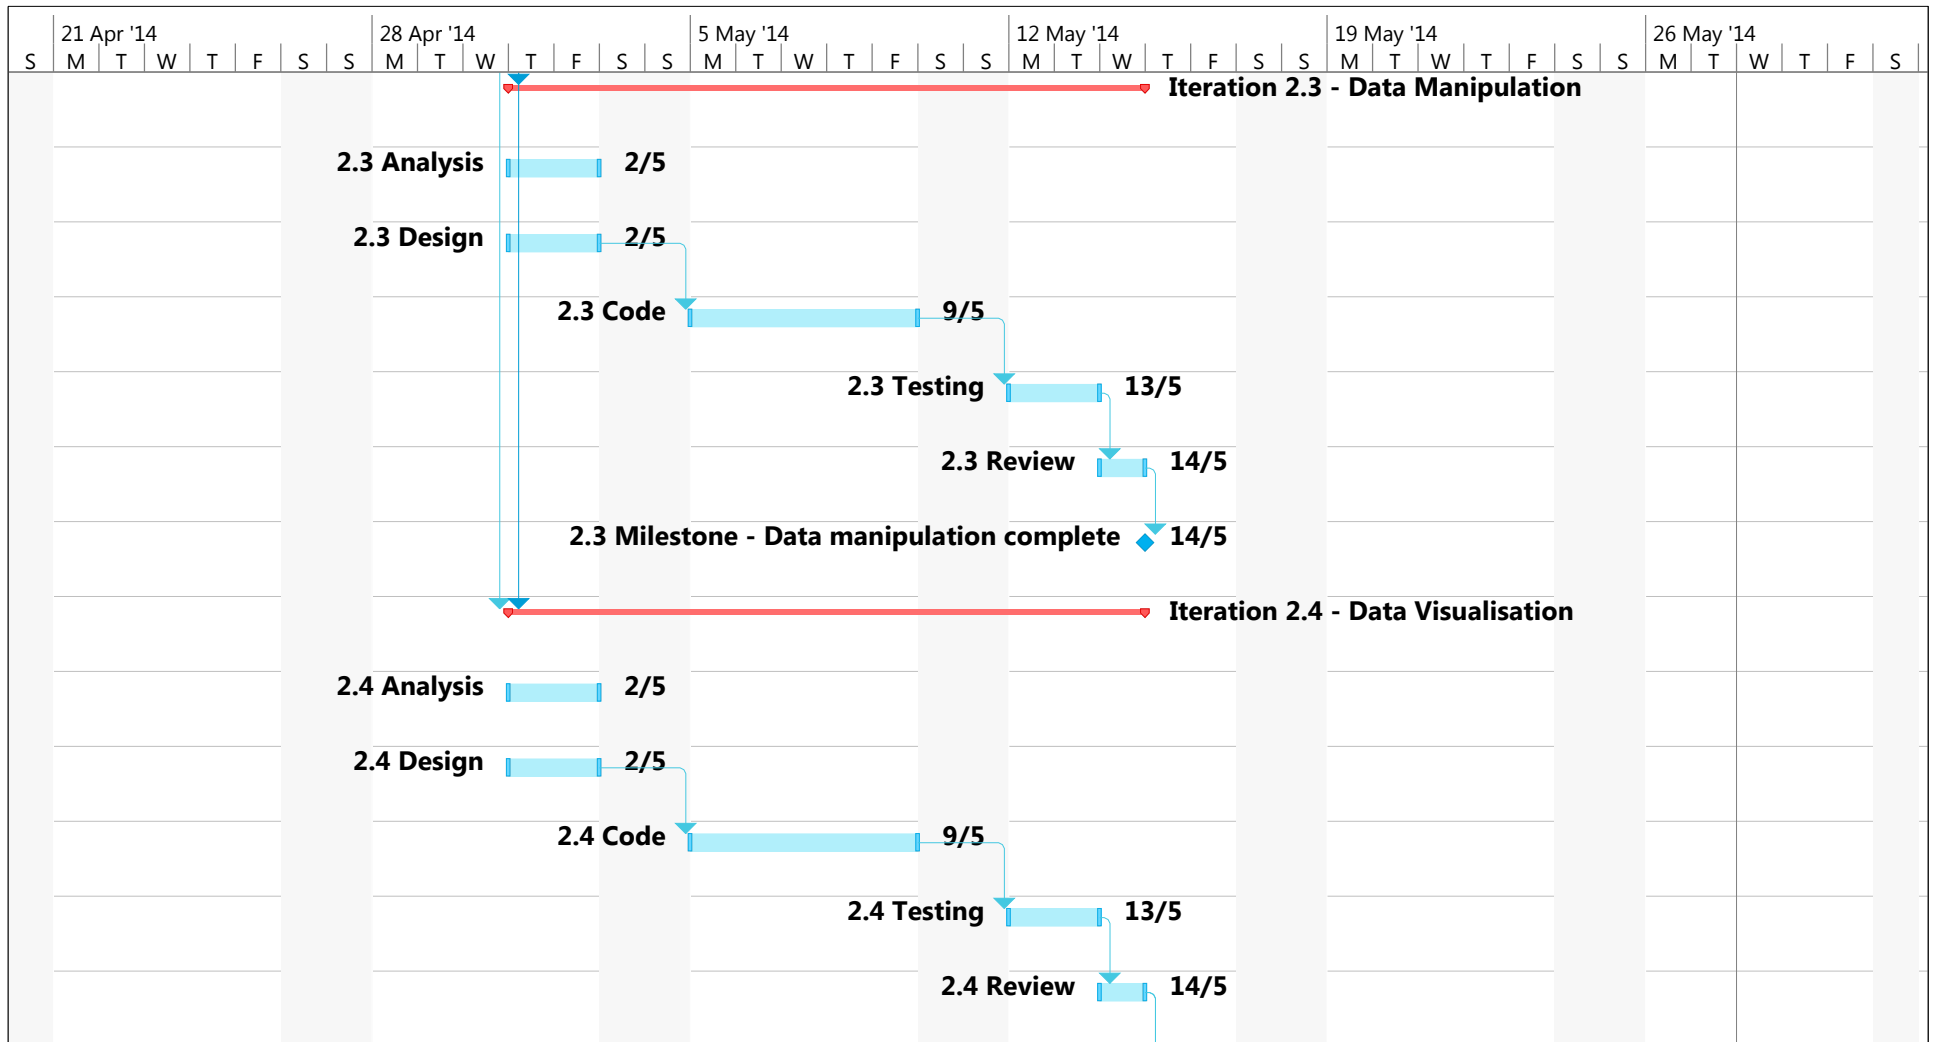 21 Apr '14 28 Apr '14 5 May '14 12 May '14 19 May '14 26 May '14
S M T W T F S S M T W T F S S M T W T F S S M T W T F S S M T W T F S S M T W T F S
Iteration 2.3 - Data Manipulation
2.3 Analysis 2/5
2.3 Design 2/5
2.3 Code 9/5
2.3 Testing 13/5
2.3 Review 14/5
2.3 Milestone - Data manipulation complete 14/5
Iteration 2.4 - Data Visualisation
2.4 Analysis 2/5
2.4 Design 2/5
2.4 Code 9/5
2.4 Testing 13/5
2.4 Review 14/5